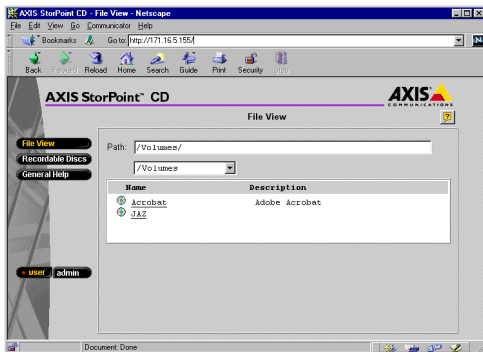 AXIS StorPoint CD - File View - Netscape
File Edit View Go Communicator Help
Bookmarks Go to: http://171.16.5.155/
Back Forward Reload Home Search Guide Print Security Stop
AXIS StorPoint™ CD
AXIS
COMMUNICATIONS
File View
?
File View
Recordable Discs
General Help
Path: /Volumes/
/Volumes
Name Description
Acrobat Adobe Acrobat
JAZ
user admin
Document: Done